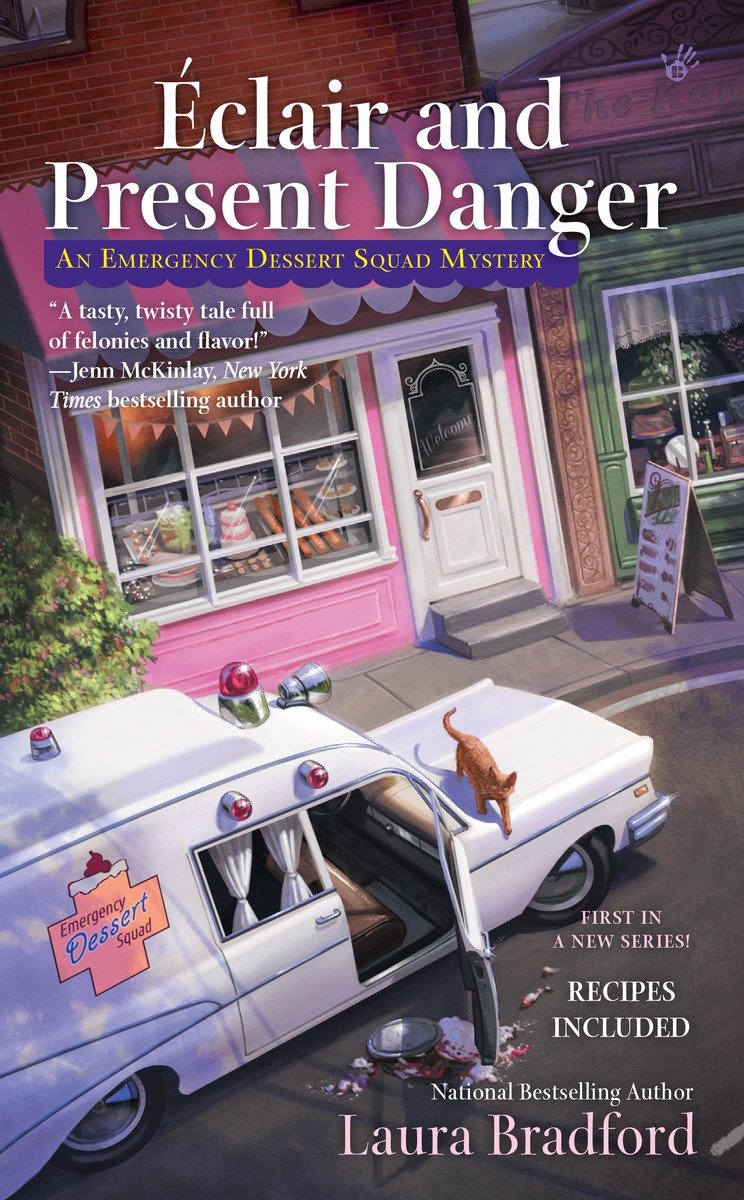 Éclair and
Present Danger
AN EMERGENCY DESSERT SQUAD MYSTERY
“A tasty, twisty tale full
of felonies and flavor!”
—Jenn McKinlay, New York
Times bestselling author
The
Welcome
B
Emergency
Dessert
Squad
FIRST IN
A NEW SERIES!
RECIPES
INCLUDED
National Bestselling Author
Laura Bradford